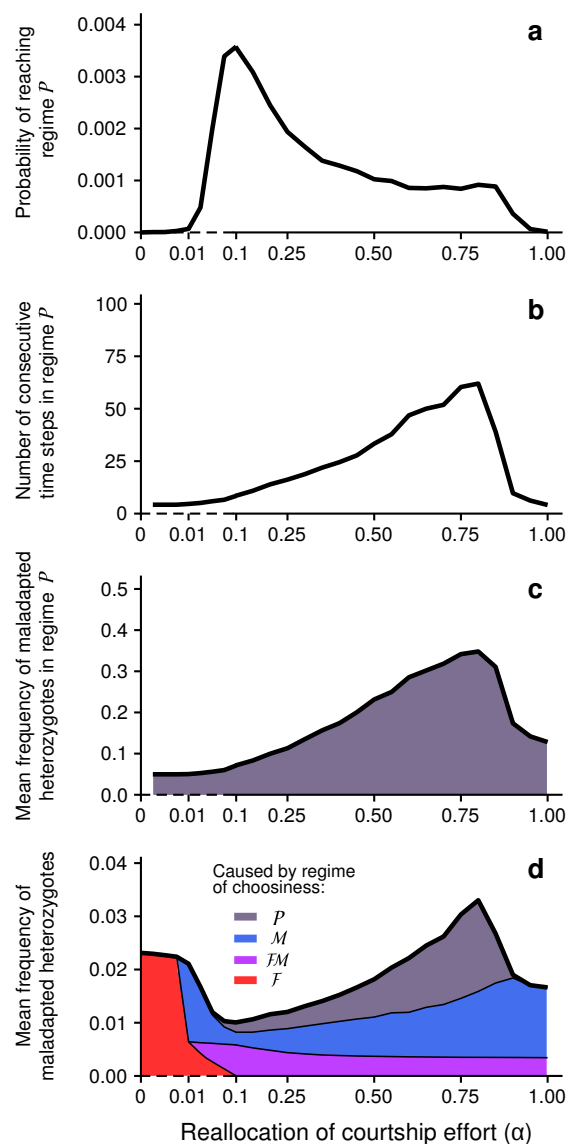 a
Probability of reaching
regime P
0.004
0.003
0.002
0.001
0.000
0 0.01 0.1 0.25 0.50 0.75 1.00
b
Number of consecutive
time steps in regime P
100
75
50
25
0
0 0.01 0.1 0.25 0.50 0.75 1.00
c
Mean frequency of maladapted
heterozygotes in regime P
0.5
0.4
0.3
0.2
0.1
0.0
0 0.01 0.1 0.25 0.50 0.75 1.00
d
Mean frequency of
maladapted heterozygotes
0.04
0.03
0.02
0.01
0.00
Caused by regime
of choosiness:
P
M
FM
F
0 0.01 0.1 0.25 0.50 0.75 1.00
Reallocation of courtship effort (α)